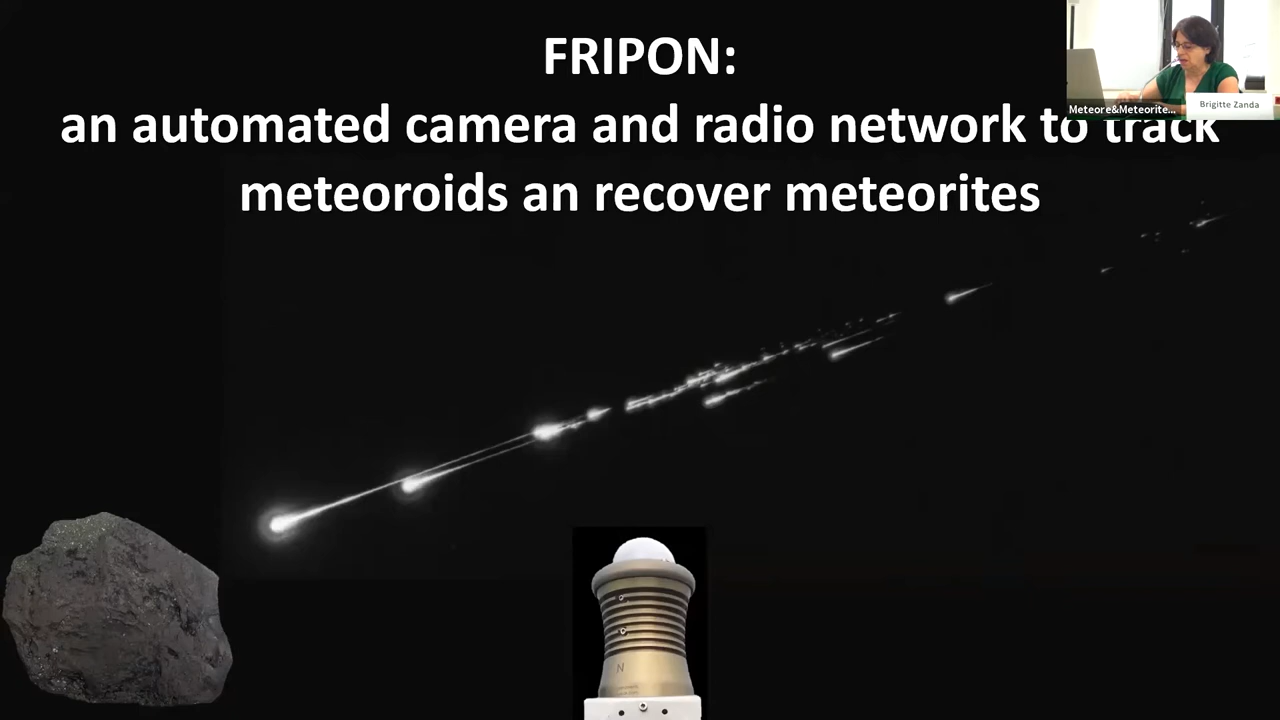 FRIPON:
an automated camera and radio network to track
meteoroids an recover meteorites
Meteore&Meteorite...
Brigitte Zanda
N